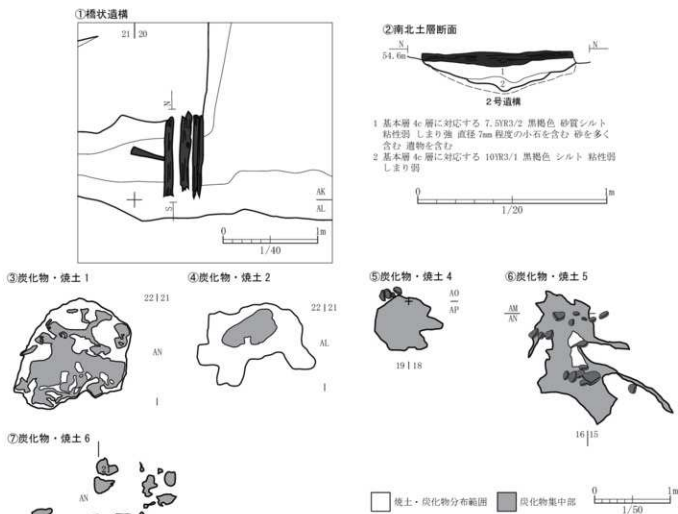 ①橋状遺構
21 20
N
S
AK
AL
0 1m
1/40
②南北土層断面
N N
54.6m
1
2
2号遺構
1 基本層 4c 層に対応する 7.5YR3/2 黒褐色 砂質シルト
粘性弱 しまり強 直径 7mm 程度の小石を含む 砂を多く
含む 遺物を含む
2 基本層 4c 層に対応する 10YR3/1 黒褐色 シルト 粘性弱
しまり弱
0 1m
1/20
③炭化物・焼土 1
22 21
AN
④炭化物・焼土 2
22 21
AL
⑤炭化物・焼土 4
AO
AP
19 18
⑥炭化物・焼土 5
AM
AN
16 15
⑦炭化物・焼土 6
AN
焼土・炭化物分布範囲
炭化物集中部
0 1m
1/50